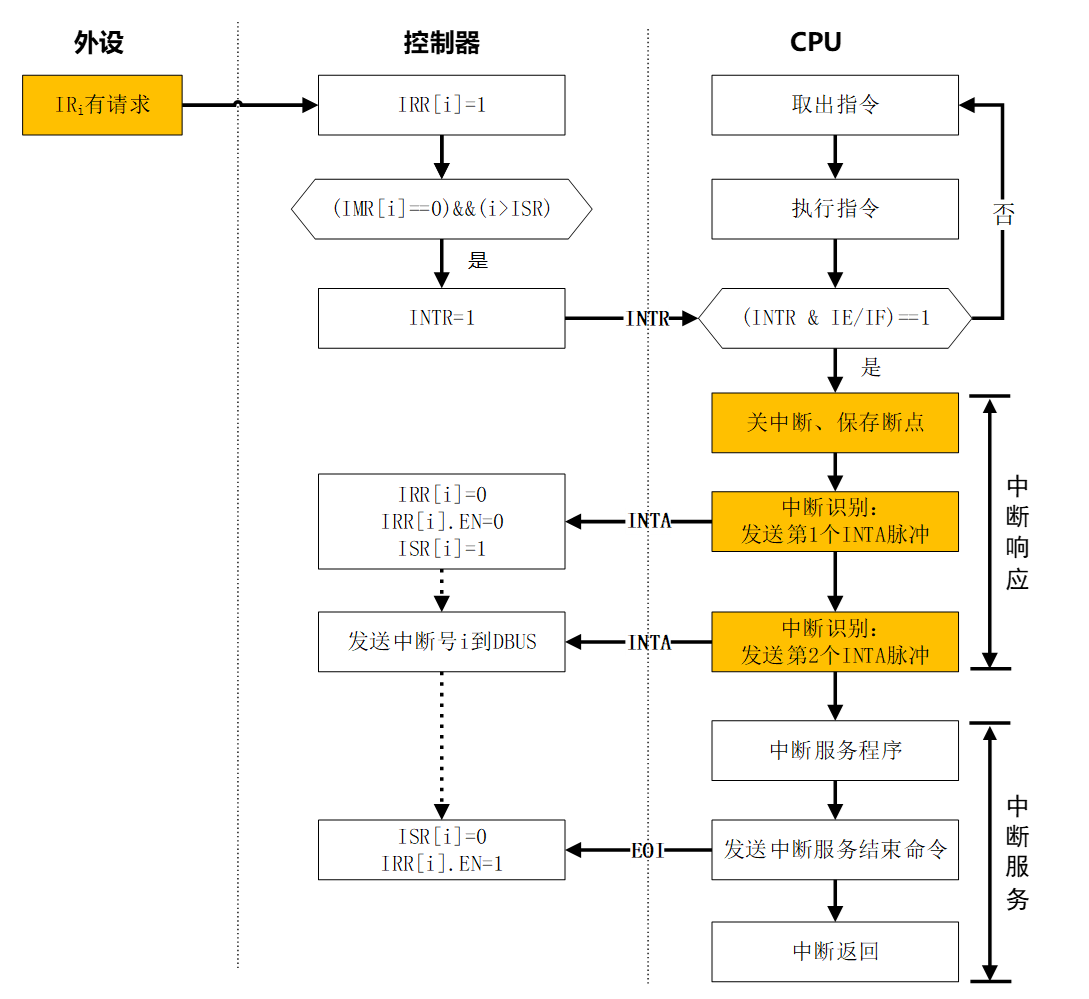 外设
控制器
CPU
IRi有请求
IRR[i]=1
取出指令
(IMR[i]==0)&&(i>ISR)
执行指令
否
是
INTR=1
INTR
(INTR & IE/IF)==1
是
关中断、保存断点
IRR[i]=0
IRR[i].EN=0
ISR[i]=1
INTA
中断识别：
发送第1个INTA脉冲
中断响应
发送中断号i到DBUS
INTA
中断识别：
发送第2个INTA脉冲
中断服务程序
中断服务
ISR[i]=0
IRR[i].EN=1
EOI
发送中断服务结束命令
中断返回